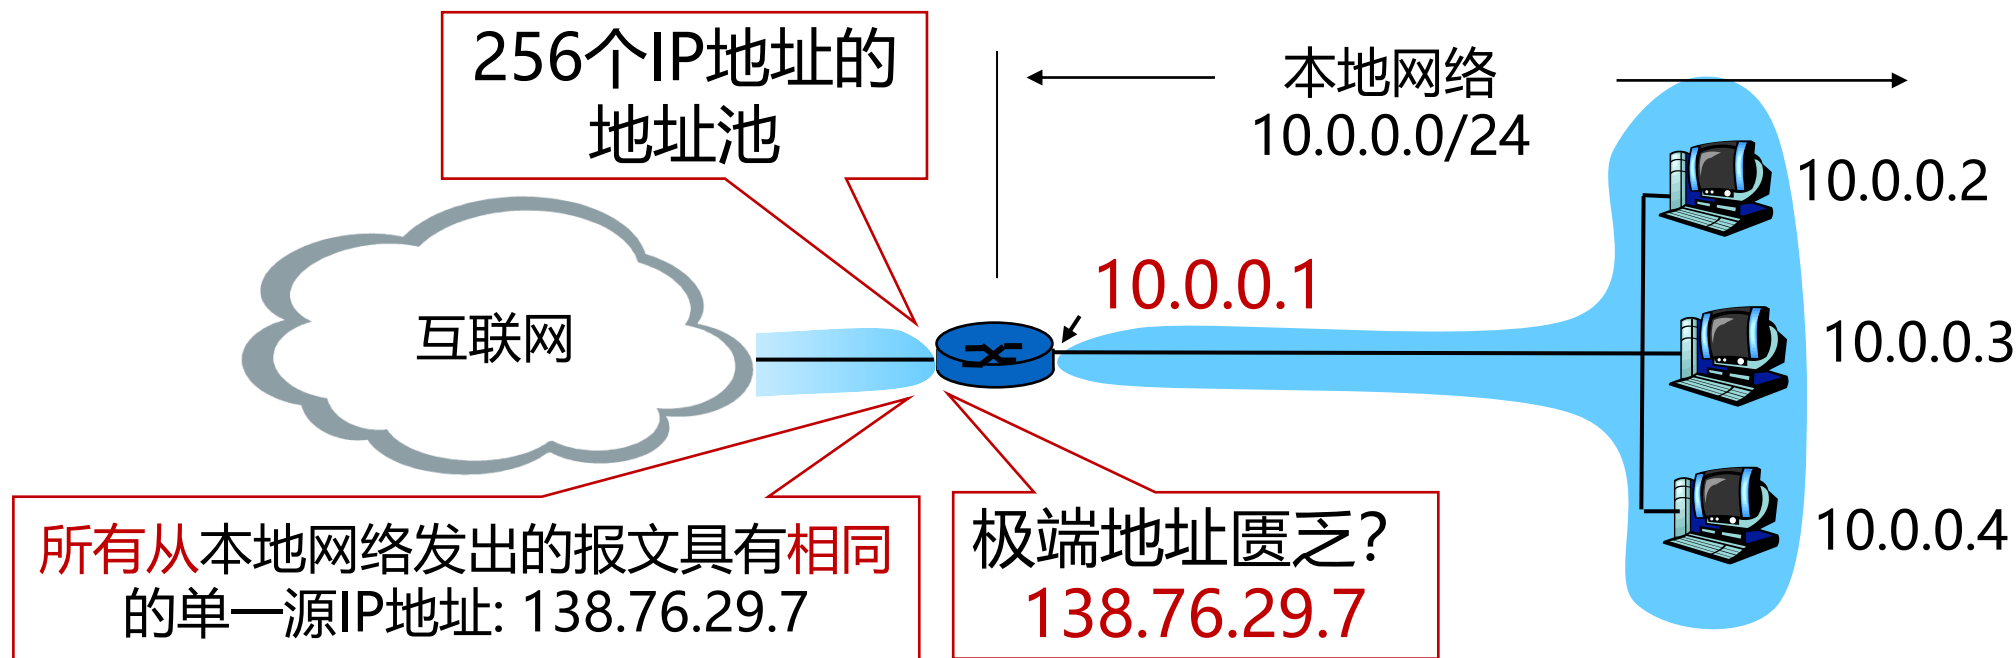 256个IP地址的
地址池
本地网络
10.0.0.0/24
10.0.0.2
10.0.0.1
互联网
10.0.0.3
所有从本地网络发出的报文具有相同
的单一源IP地址: 138.76.29.7
极端地址匮乏?
138.76.29.7
10.0.0.4